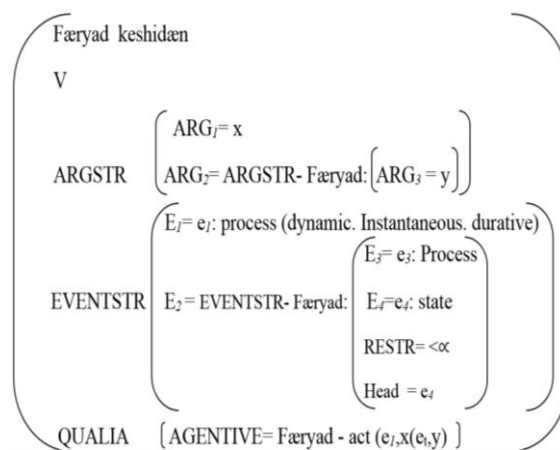 Færyad keshidæn
V
ARG1= x
ARGSTR ARG2= ARGSTR- Færyad: ARG3 = y
E1= e1: process (dynamic. Instantaneous. durative)
E3= e3: Process
EVENTSTR E2 = EVENTSTR- Færyad: E4=e4: state
RESTR= <∝
Head = e4
QUALIA [AGENTIVE= Færyad - act (e1,x(et,y) ]